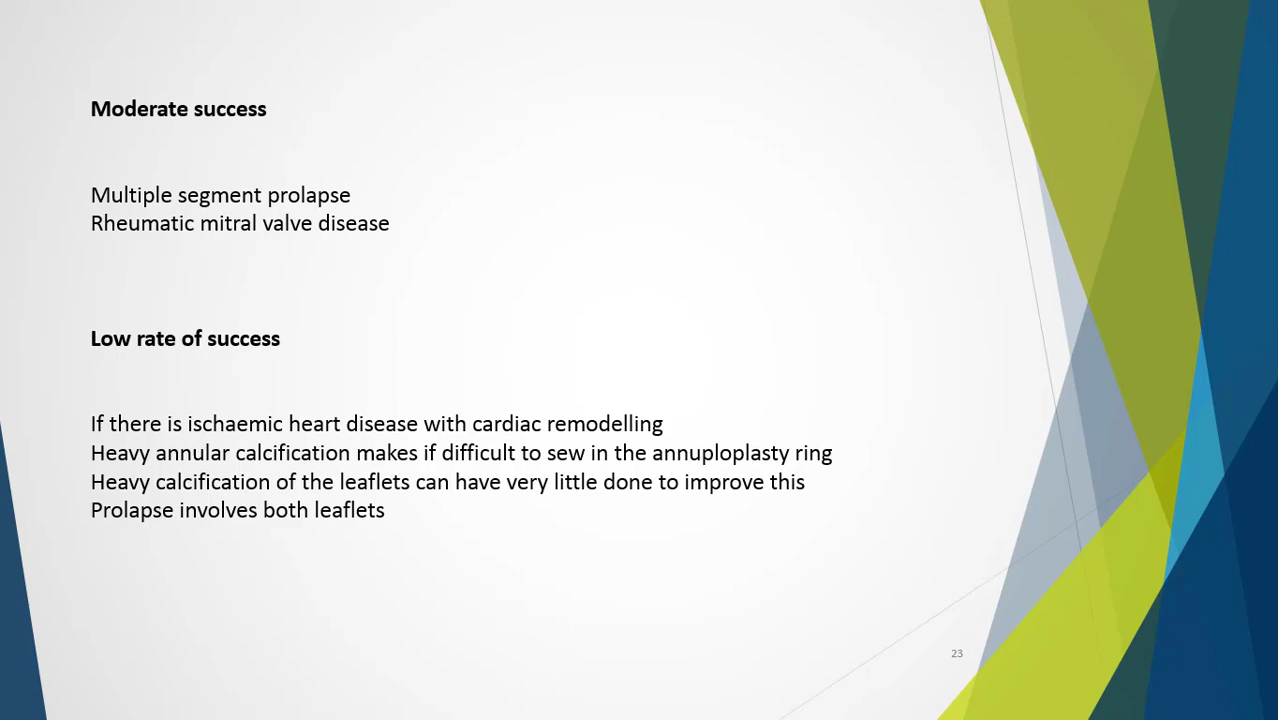 Moderate success
Multiple segment prolapse
Rheumatic mitral valve disease
Low rate of success
If there is ischaemic heart disease with cardiac remodelling
Heavy annular calcification makes if difficult to sew in the annuploplasty ring
Heavy calcification of the leaflets can have very little done to improve this
Prolapse involves both leaflets
23